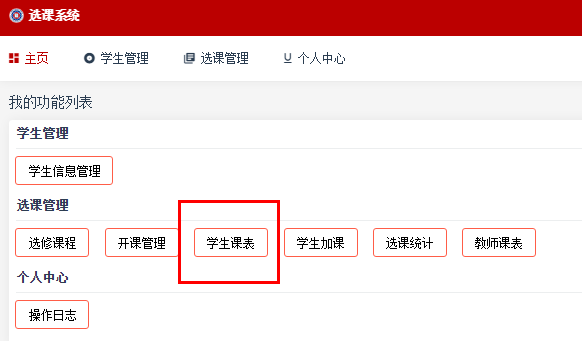 选课系统
主页 学生管理 选课管理 个人中心
我的功能列表
学生管理
学生信息管理
选课管理
选修课程 开课管理 学生课表 学生加课 选课统计 教师课表
个人中心
操作日志